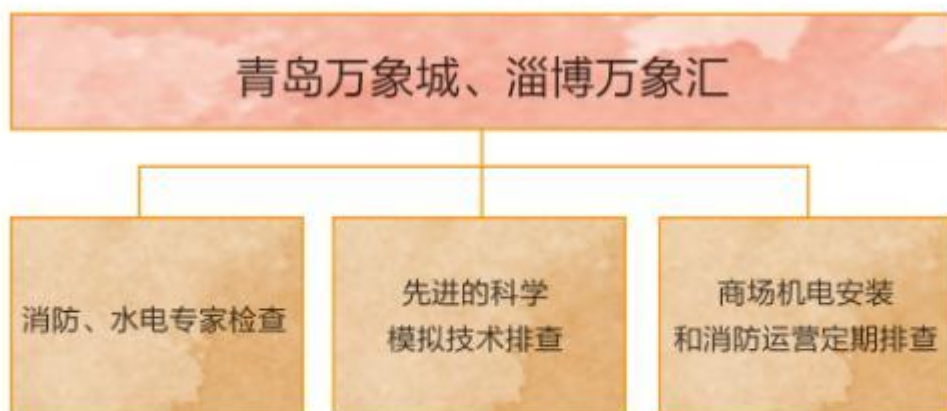 青岛万象城、淄博万象汇
消防、水电专家检查
先进的科学
模拟技术排查
商场机电安装
和消防运营定期排查